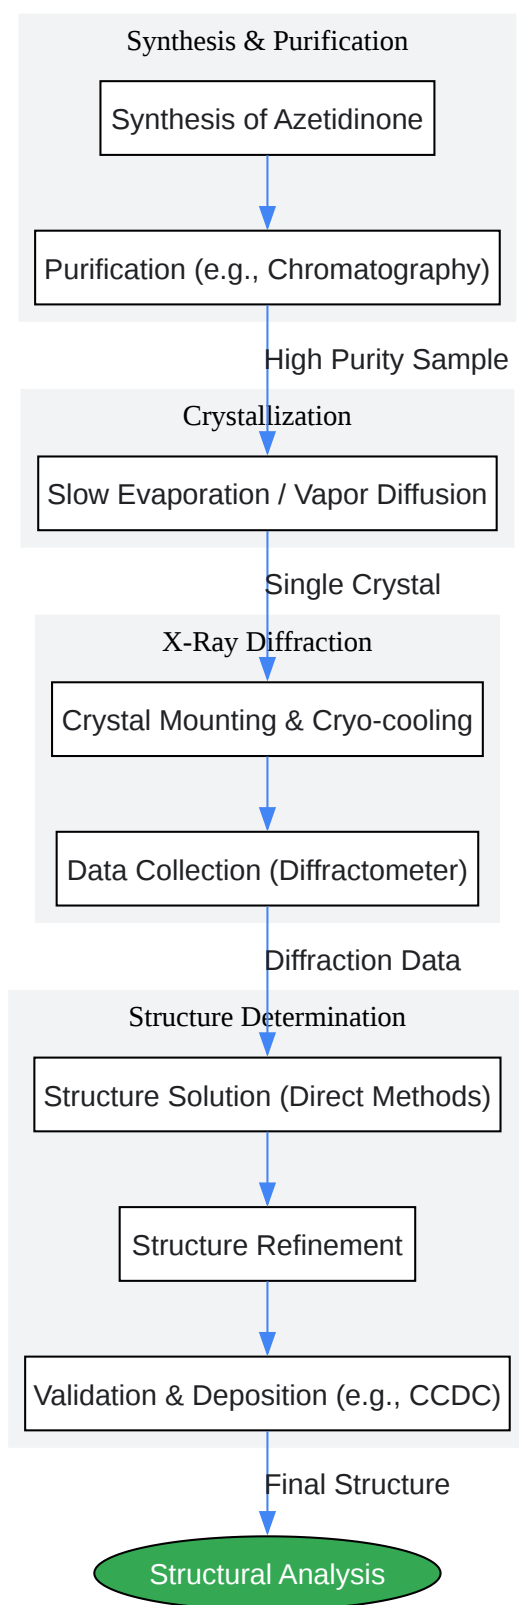 Synthesis & Purification
Synthesis of Azetidinone
Purification (e.g., Chromatography)
High Purity Sample
Crystallization
Slow Evaporation / Vapor Diffusion
Single Crystal
X-Ray Diffraction
Crystal Mounting & Cryo-cooling
Data Collection (Diffractometer)
Diffraction Data
Structure Determination
Structure Solution (Direct Methods)
Structure Refinement
Validation & Deposition (e.g., CCDC)
Final Structure
Structural Analysis